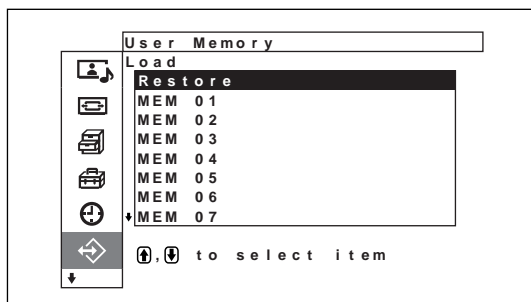 User Memory
Load
Restore
MEM 01
MEM 02
MEM 03
MEM 04
MEM 05
MEM 06
MEM 07
, to select item